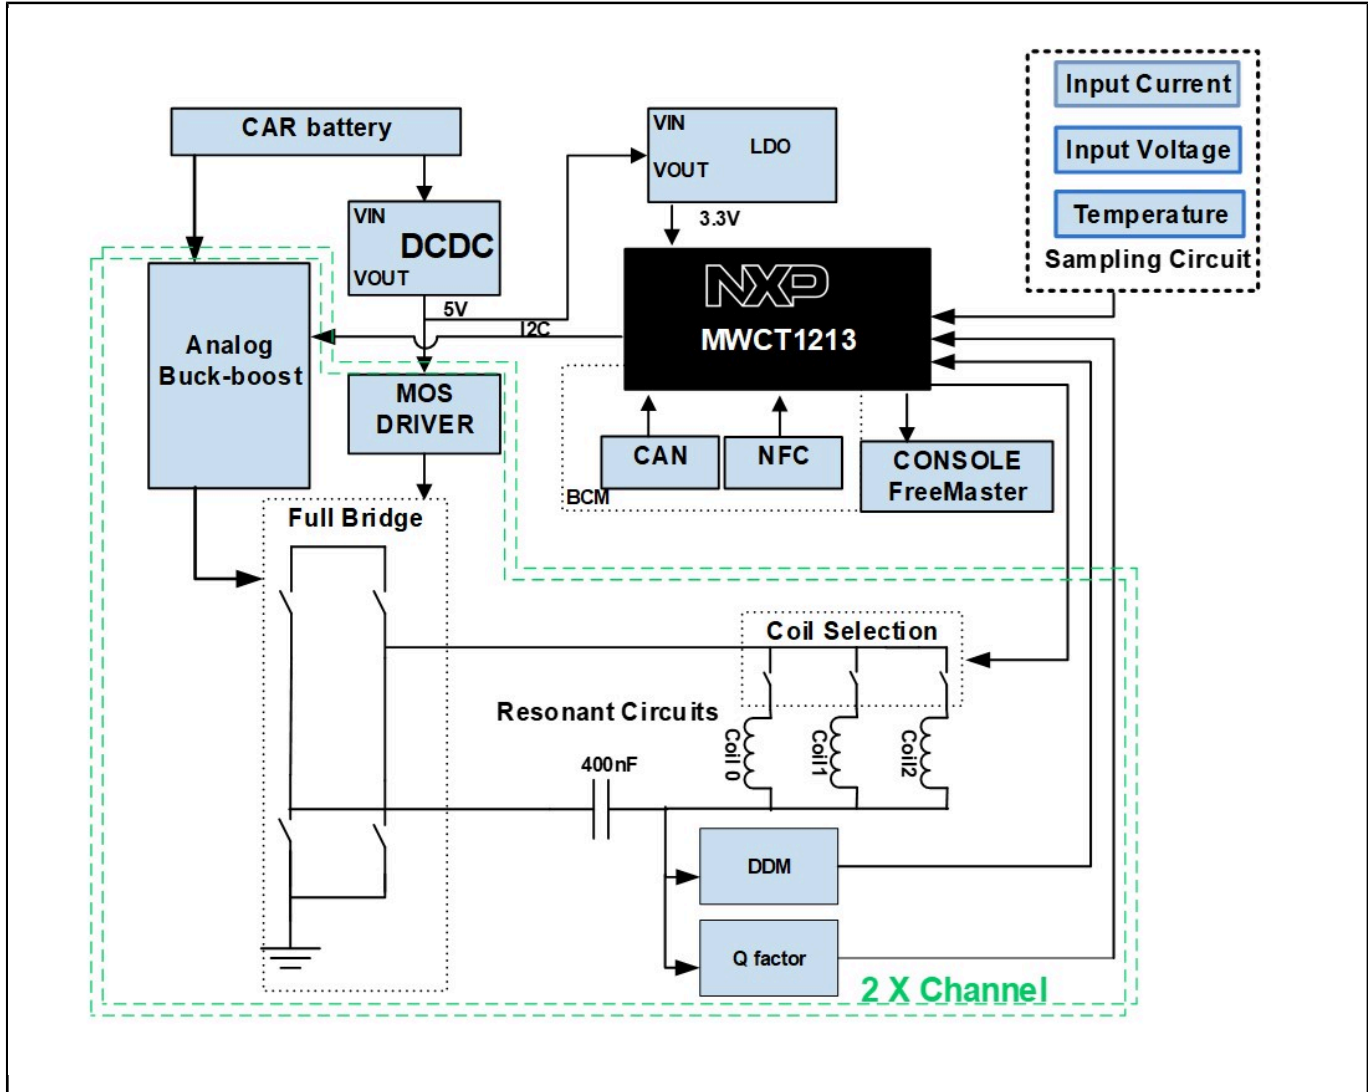 CAR battery
VIN
LDO
VOUT
3.3V
Input Current
Input Voltage
Temperature
Sampling Circuit
VIN
DCDC
VOUT
5V
I2C
NXP
MWCT1213
Analog
Buck-boost
MOS
DRIVER
CAN
NFC
BCM
CONSOLE
FreeMaster
Full Bridge
Coil Selection
Resonant Circuits
400nF
Coil 0
Coil1
Coil2
DDM
Q factor
2 X Channel